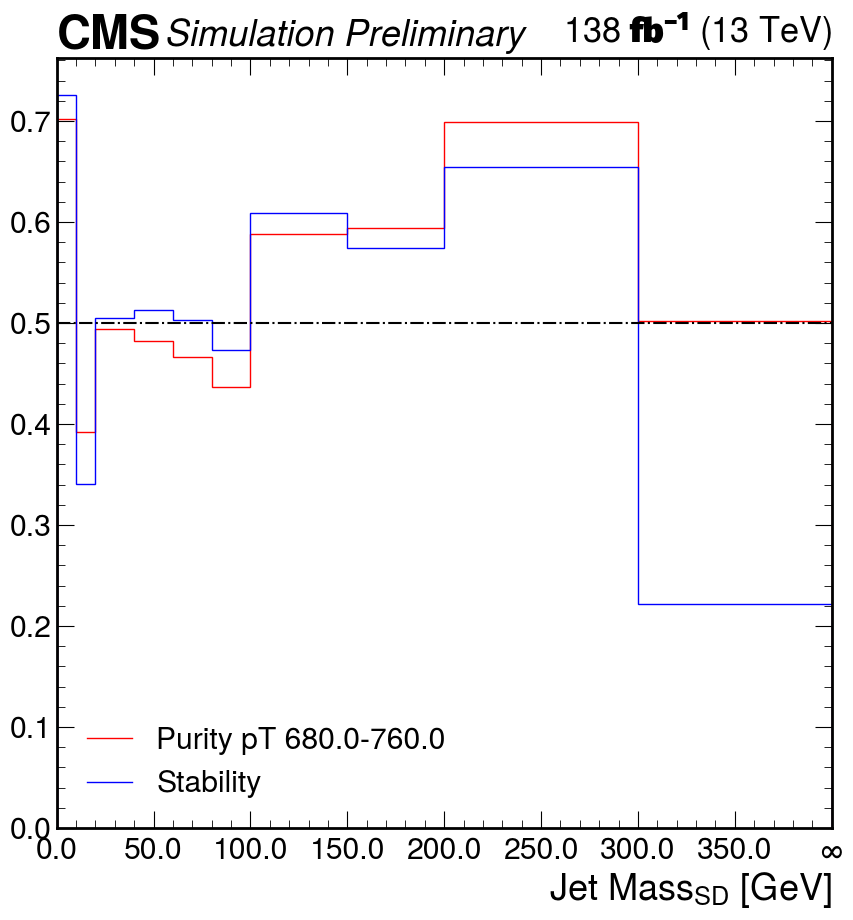 CMS Simulation Preliminary 138 fb⁻¹ (13 TeV)
0.7
0.6
0.5
0.4
0.3
0.2
0.1
0.0
Purity pT 680.0-760.0
Stability
0.0 50.0 100.0 150.0 200.0 250.0 300.0 350.0 ∞
Jet Mass_SD [GeV]